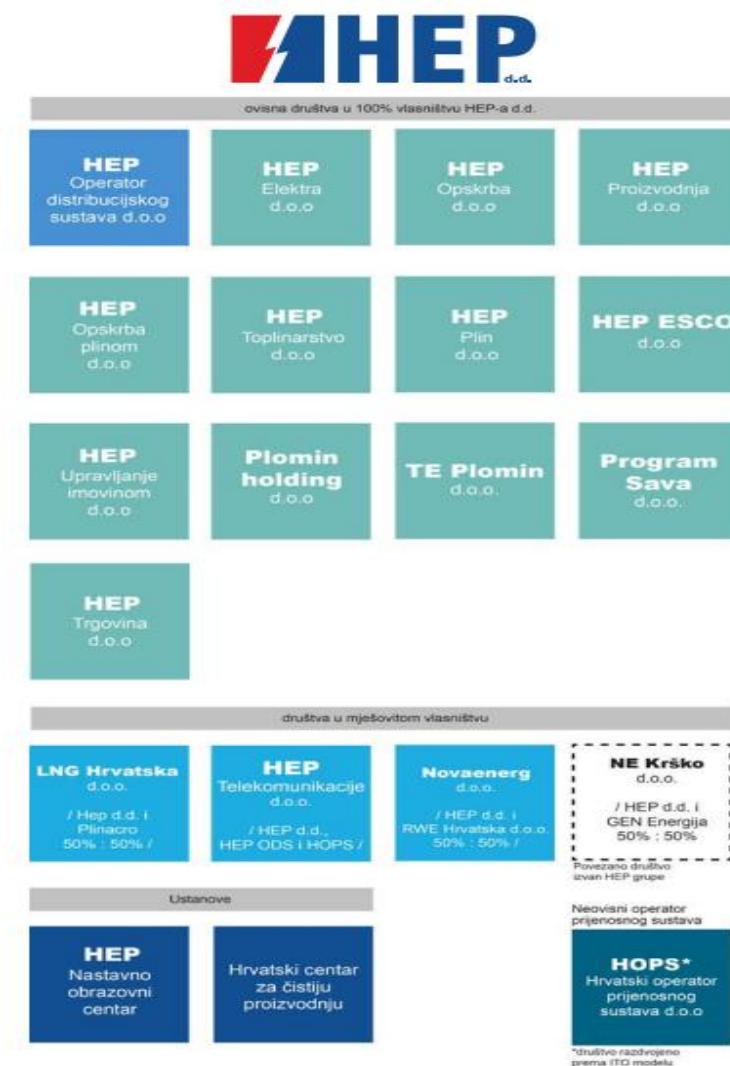 HEP
d.d.
ovisna društva u 100% vlasništvu HEP-a d.d.
HEP
Operator
distribucijskog
sustava d.o.o
HEP
Elektra
d.o.o
HEP
Opskrba
d.o.o
HEP
Proizvodnja
d.o.o
HEP
Opskrba
plinom
d.o.o
HEP
Toplinarstvo
d.o.o
HEP
Plin
d.o.o
HEP ESCO
d.o.o
HEP
Upravljanje
imovinom
d.o.o
Plomin
holding
d.o.o
TE Plomin
d.o.o.
Program
Sava
d.o.o.
HEP
Trgovina
d.o.o
društva u mješovitom vlasništvu
LNG Hrvatska
d.o.o.
/ Hep d.d. i
Plinacro
50% : 50% /
HEP
Telekomunikacije
d.o.o.
/ HEP d.d.,
HEP ODS i HOPS /
Novaenerg
d.o.o.
/ HEP d.d. i
RWE Hrvatska d.o.o.
50% : 50% /
NE Krško
d.o.o.
/ HEP d.d. i
GEN Energija
50% : 50%
Povezano društvo
izvan HEP grupe
Ustanove
HEP
Nastavno
obrazovni
centar
Hrvatski centar
za čistiju
proizvodnju
Neovisni operator
prijenosnog sustava
HOPS*
Hrvatski operator
prijenosnog
sustava d.o.o
*društvo razdvojeno
prema ITO modelu